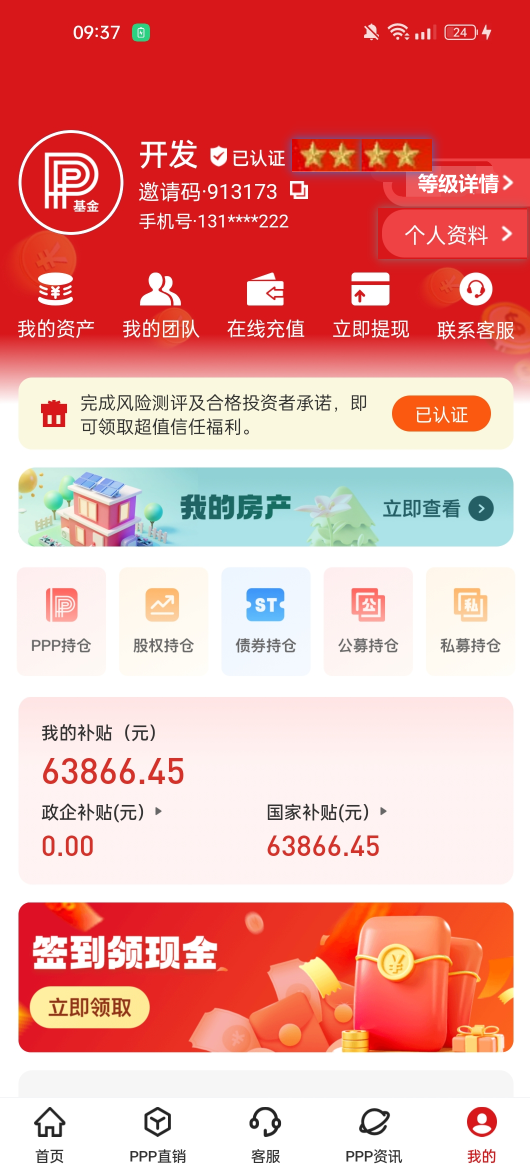 09:37
24
开发 已认证
等级详情
邀请码·913173
基金
手机号·131****222
个人资料
我的资产 我的团队 在线充值 立即提现 联系客服
完成风险测评及合格投资者承诺，即
可领取超值信任福利。
已认证
我的房产 立即查看
ST 公 私
PPP持仓 股权持仓 债券持仓 公募持仓 私募持仓
我的补贴（元）
63866.45
政企补贴(元) 国家补贴(元)
0.00 63866.45
签到领现金
立即领取
首页 PPP直销 客服 PPP资讯 我的